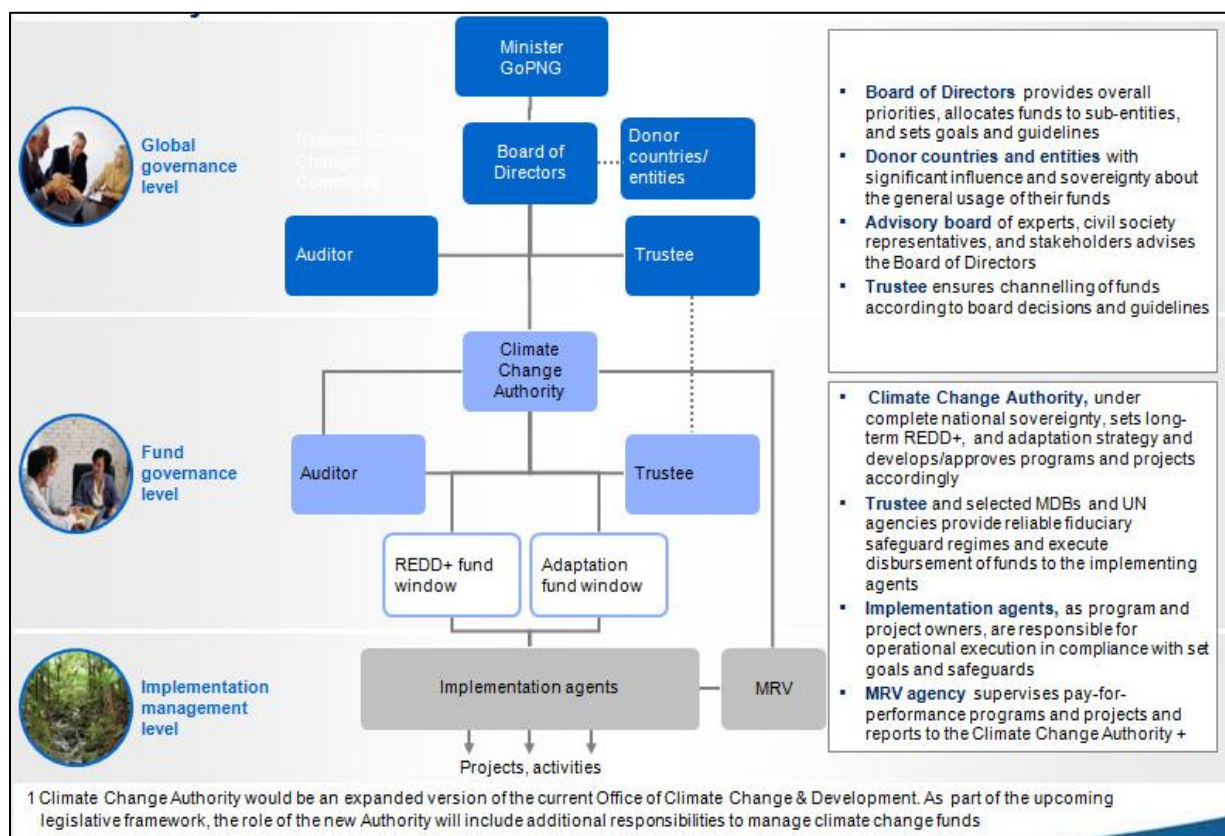 Minister
GoPNG
Global
governance
level
Board of
Directors
Donor
countries/
entities
Auditor
Trustee
Climate
Change
Authority
Fund
governance
level
Auditor
Trustee
REDD+ fund
window
Adaptation
fund window
Implementation
management
level
Implementation agents
MRV
Projects, activities
▪ Board of Directors provides overall
priorities, allocates funds to sub-entities,
and sets goals and guidelines
▪ Donor countries and entities with
significant influence and sovereignty about
the general usage of their funds
▪ Advisory board of experts, civil society
representatives, and stakeholders advises
the Board of Directors
▪ Trustee ensures channelling of funds
according to board decisions and guidelines
▪ Climate Change Authority, under
complete national sovereignty, sets long-
term REDD+, and adaptation strategy and
develops/approves programs and projects
accordingly
▪ Trustee and selected MDBs and UN
agencies provide reliable fiduciary
safeguard regimes and execute
disbursement of funds to the implementing
agents
▪ Implementation agents, as program and
project owners, are responsible for
operational execution in compliance with set
goals and safeguards
▪ MRV agency supervises pay-for-
performance programs and projects and
reports to the Climate Change Authority +
1 Climate Change Authority would be an expanded version of the current Office of Climate Change & Development. As part of the upcoming
legislative framework, the role of the new Authority will include additional responsibilities to manage climate change funds